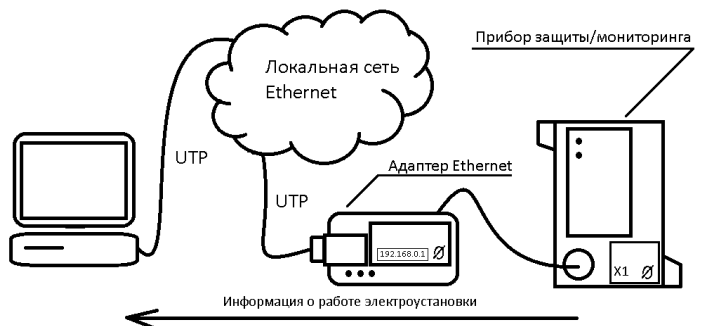 Прибор защиты/мониторинга
Локальная сеть
Ethernet
UTP
Адаптер Ethernet
UTP
192.168.0.1
X1
Информация о работе электроустановки